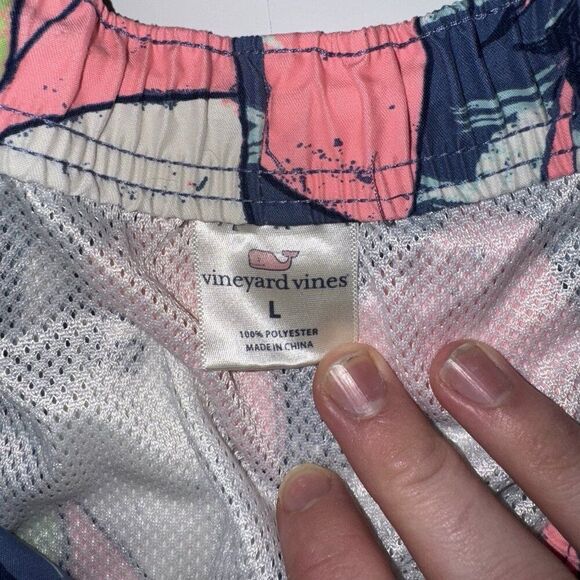 vineyard vines
L
100% POLYESTER
MADE IN CHINA